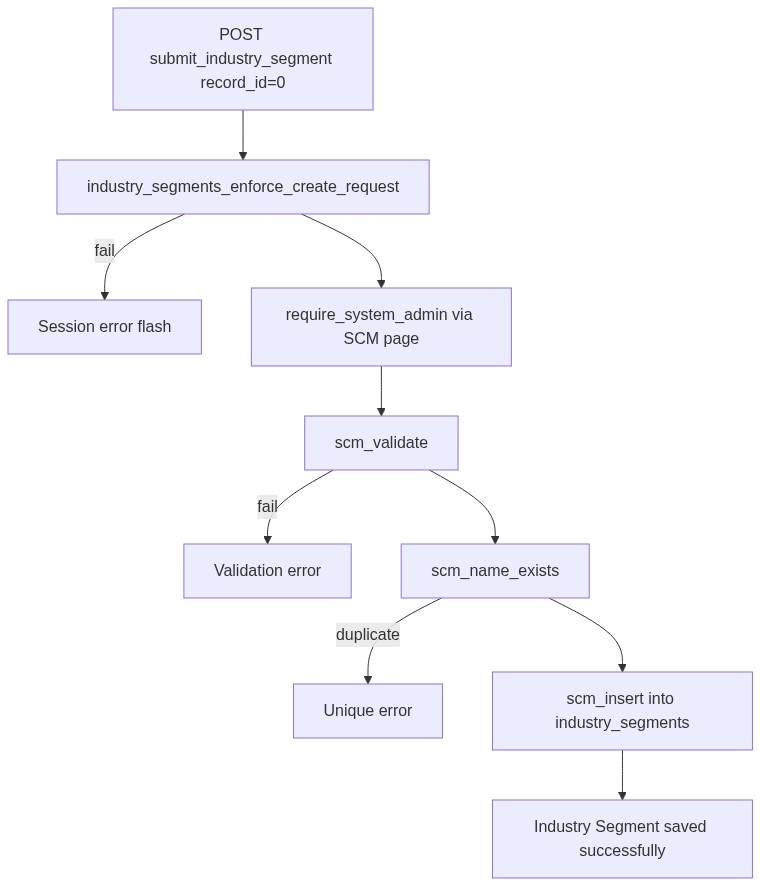 POST
submit_industry_segment
record_id=0
industry_segments_enforce_create_request
fail
Session error flash
require_system_admin via
SCM page
scm_validate
fail
Validation error
scm_name_exists
duplicate
Unique error
scm_insert into
industry_segments
Industry Segment saved
successfully